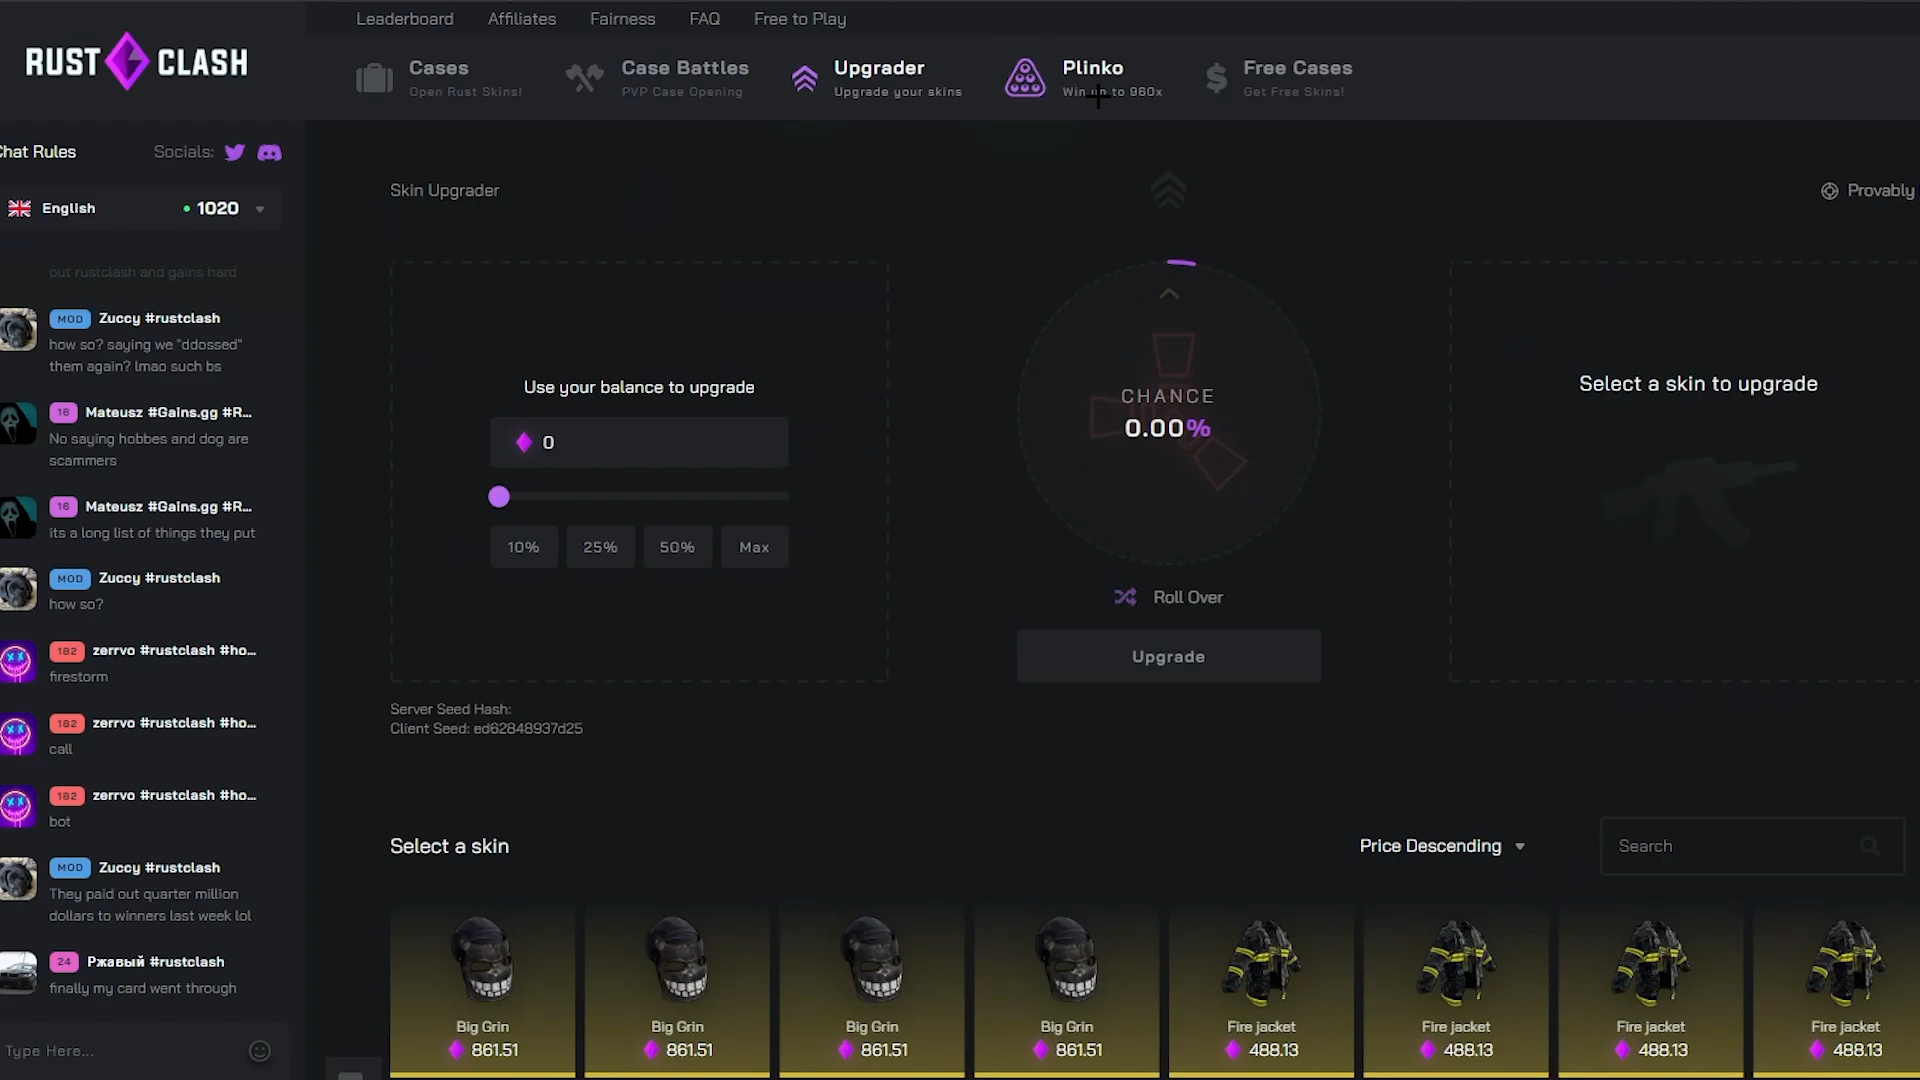 Leaderboard Affiliates Fairness FAQ Free to Play
RUST CLASH
Cases
Open Rust Skins!
Case Battles
PVP Case Opening
Upgrader
Upgrade your skins
Plinko
Win up to 960x
Free Cases
Get Free Skins!
Chat Rules
Socials:
English
1020
out rustclash and gains hard
MOD Zuccy #rustclash
how so? saying we "ddossed"
them again? lmao such bs
16 Mateusz #Gains.gg #R...
No saying hobbes and dog are
scammers
16 Mateusz #Gains.gg #R...
its a long list of things they put
MOD Zuccy #rustclash
how so?
182 zerrvo #rustclash #ho...
firestorm
182 zerrvo #rustclash #ho...
call
182 zerrvo #rustclash #ho...
bot
MOD Zuccy #rustclash
They paid out quarter million
dollars to winners last week lol
24 Ржавый #rustclash
finally my card went through
Type Here...
Skin Upgrader
Provably
Use your balance to upgrade
0
10% 25% 50% Max
CHANCE
0.00%
Roll Over
Upgrade
Select a skin to upgrade
Server Seed Hash:
Client Seed: ed62848937d25
Select a skin
Price Descending
Search
Big Grin
861.51
Big Grin
861.51
Big Grin
861.51
Big Grin
861.51
Fire jacket
488.13
Fire jacket
488.13
Fire jacket
488.13
Fire jacket
488.13